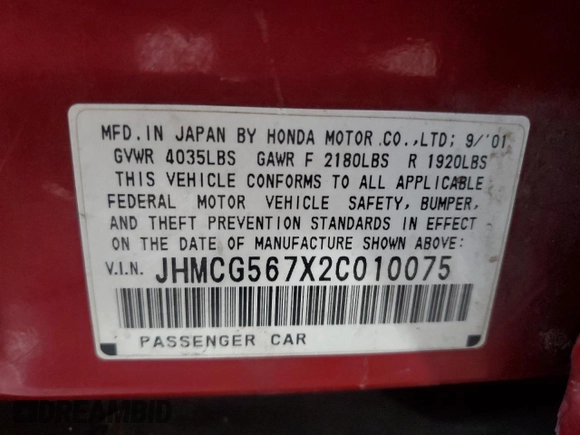 MFD.IN JAPAN BY HONDA MOTOR CO.,LTD; 9/'01
GVWR 4035LBS GAWR F 2180LBS R 1920LBS
THIS VEHICLE CONFORMS TO ALL APPLICABLE
FEDERAL MOTOR VEHICLE SAFETY, BUMPER,
AND THEFT PREVENTION STANDARDS IN EFFECT
ON THE DATE OF MANUFACTURE SHOWN ABOVE:
V.I.N. JHMCG567X2C010075
PASSENGER CAR
DREAMBID